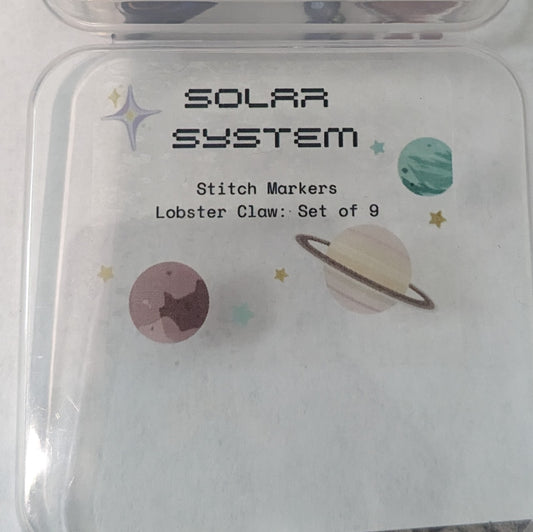 SOLAR
SYSTEM
Stitch Markers
Lobster Claw: Set of 9